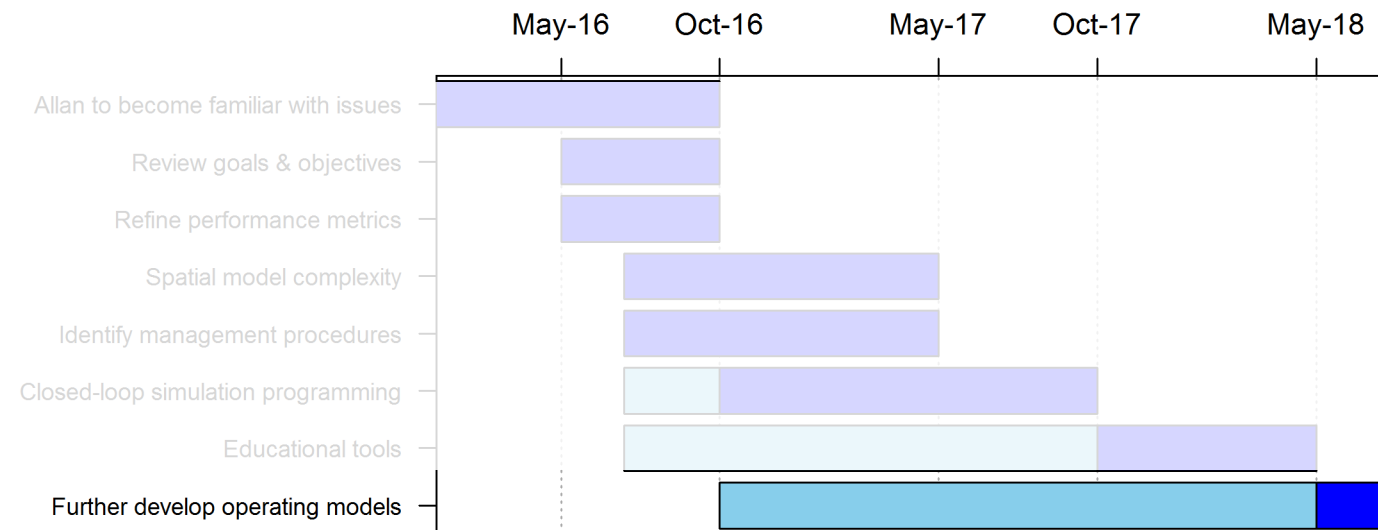 May-16 Oct-16 May-17 Oct-17 May-18
Allan to become familiar with issues
Review goals & objectives
Refine performance metrics
Spatial model complexity
Identify management procedures
Closed-loop simulation programming
Educational tools
Further develop operating models